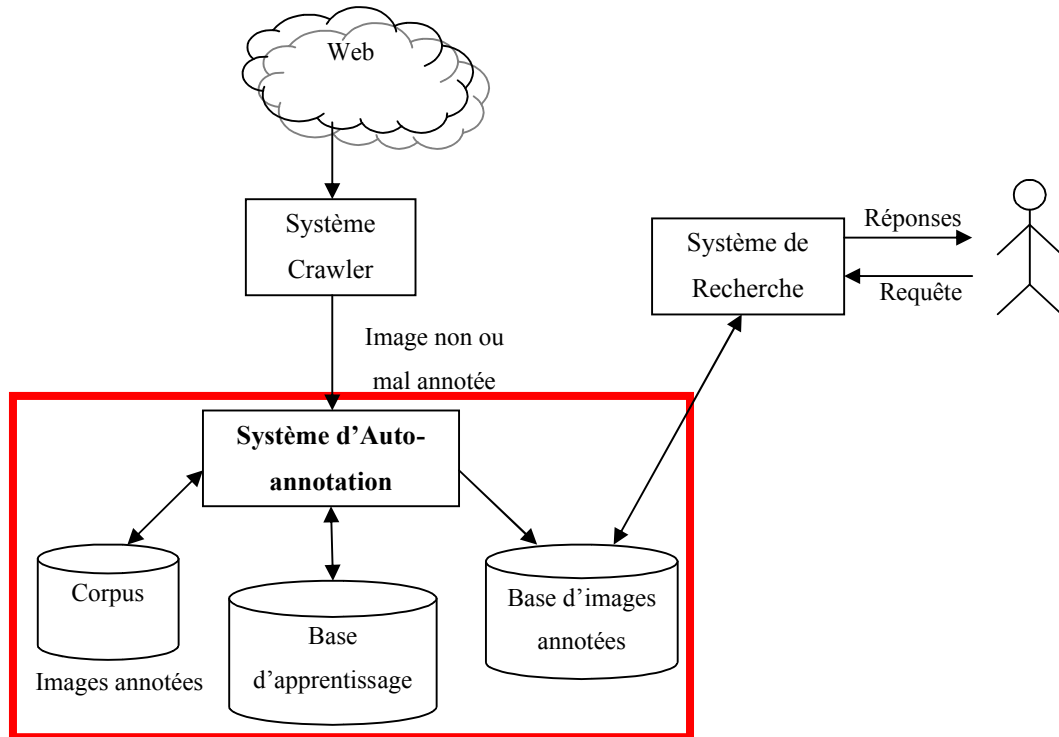 Web
Système
Crawler
Système de
Recherche
Réponses
Requête
Image non ou
mal annotée
Système d’Auto-
annotation
Corpus
Images annotées
Base
d’apprentissage
Base d’images
annotées